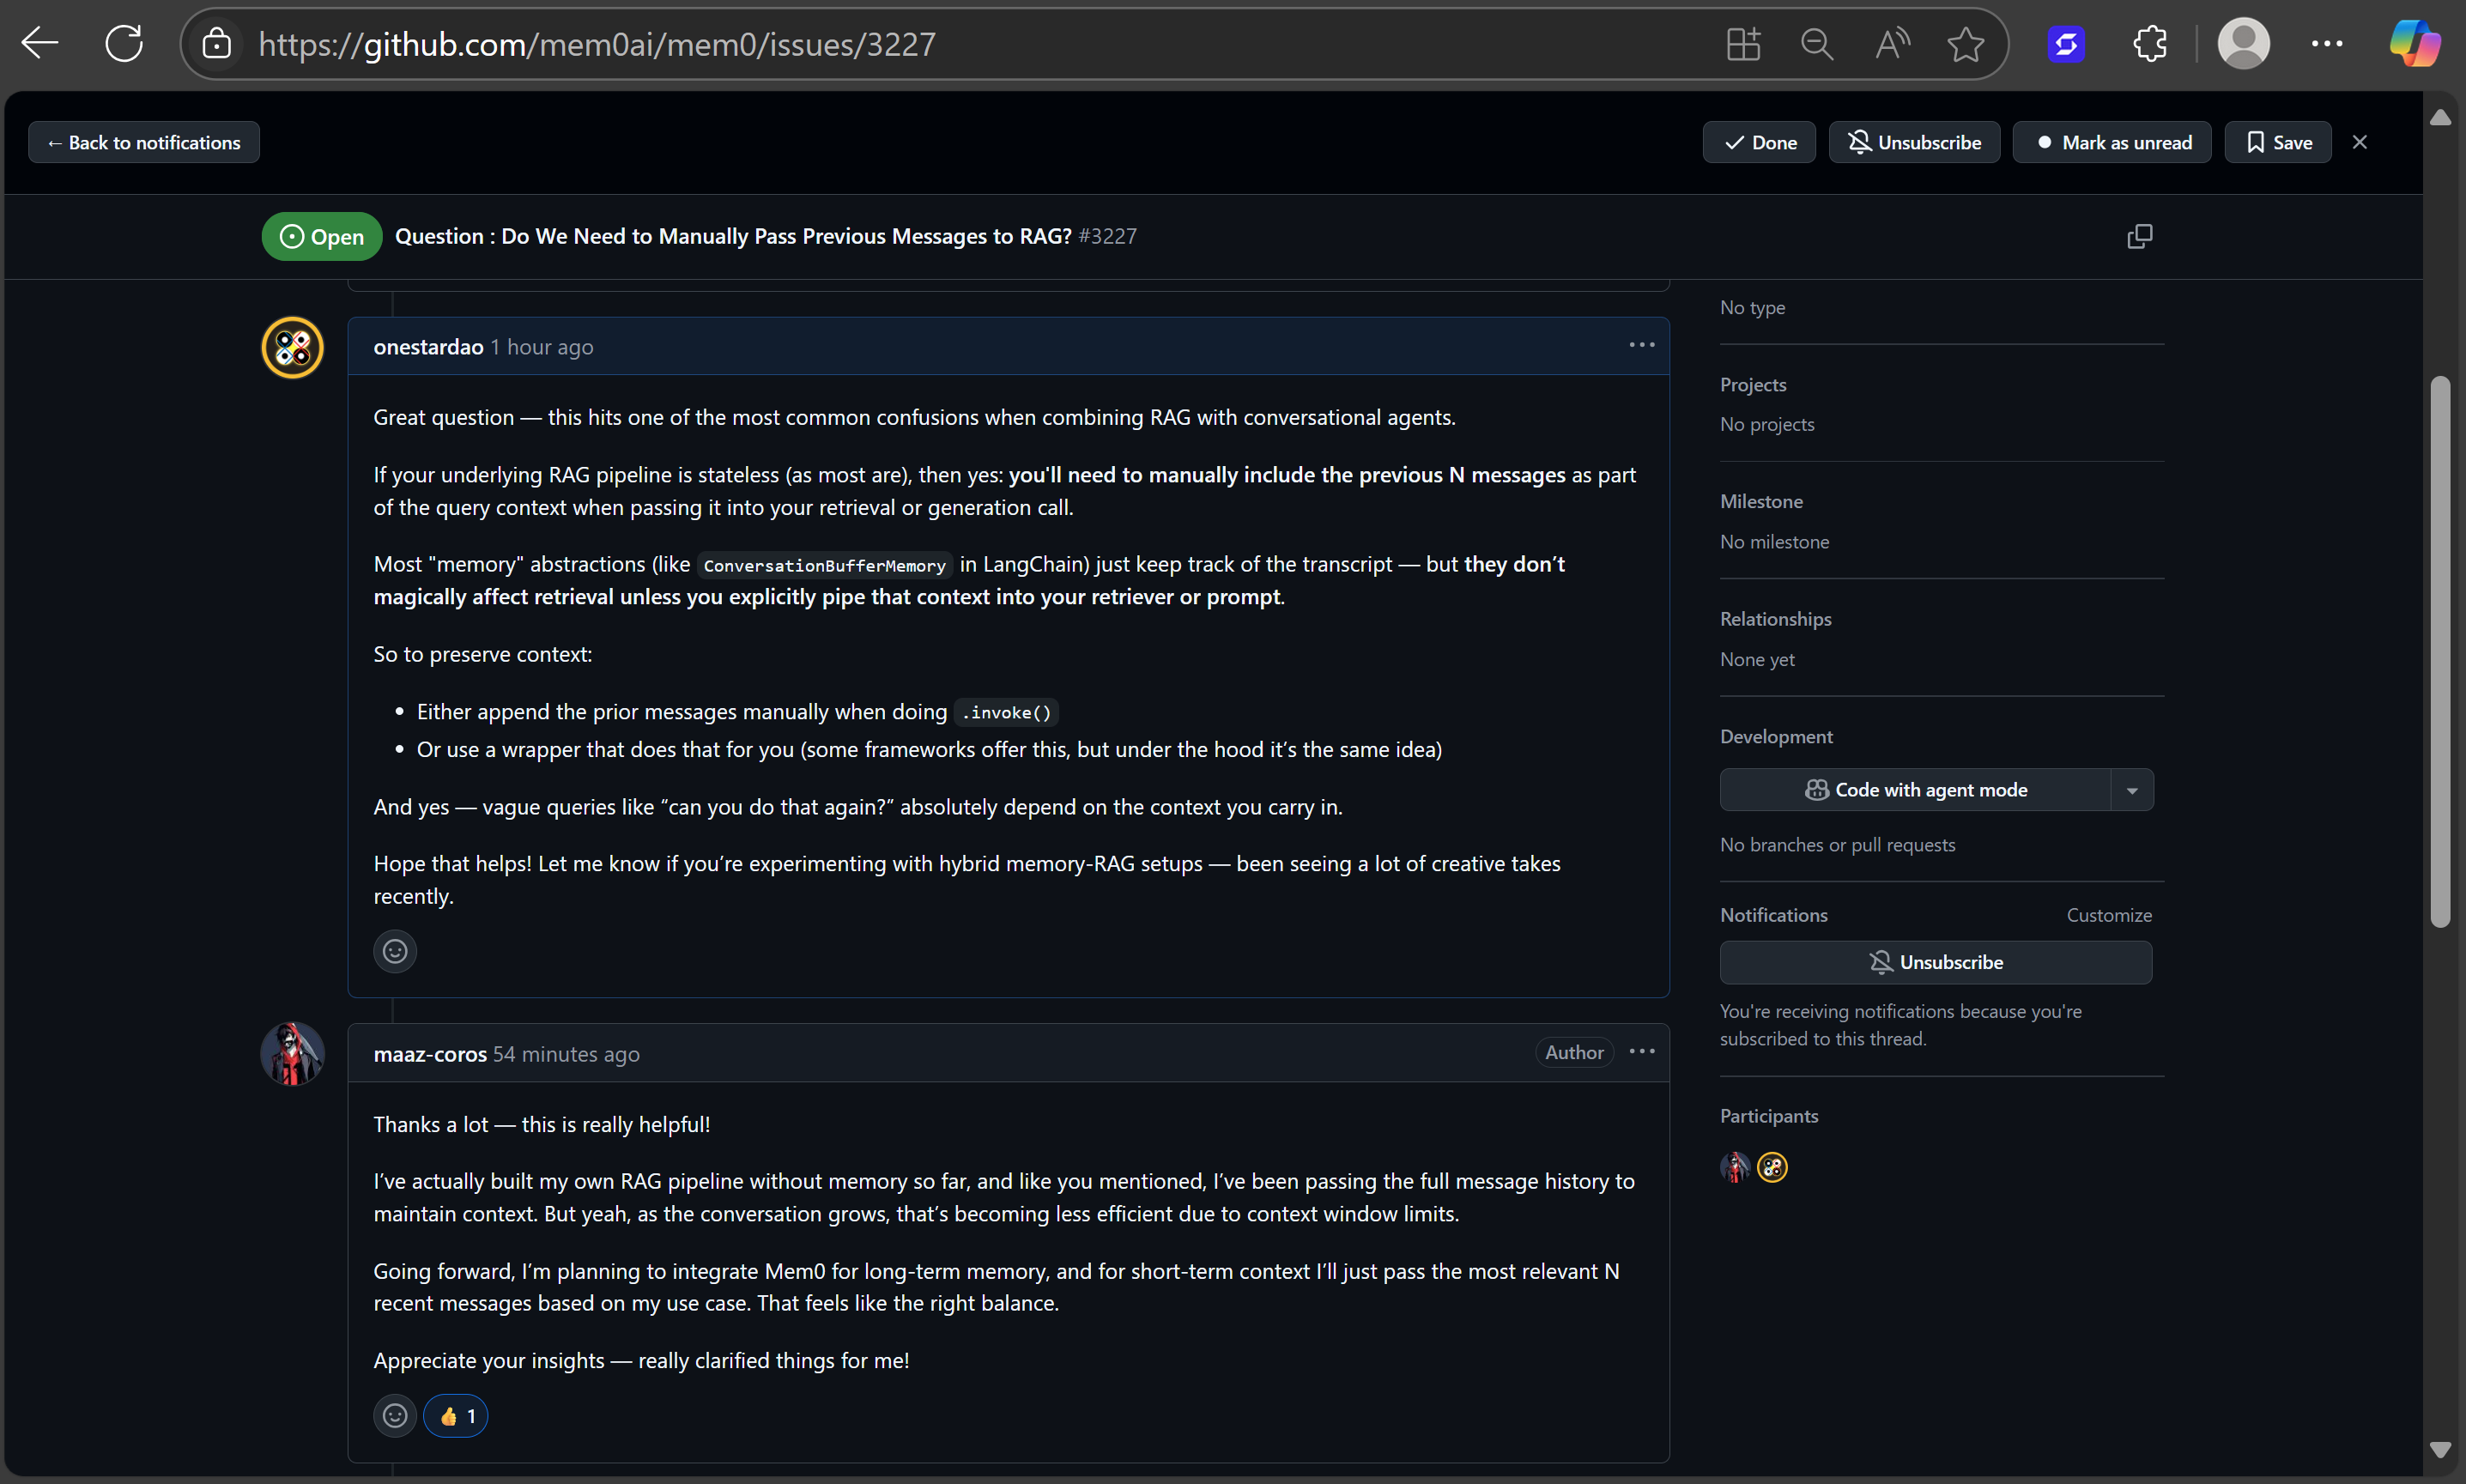 https://github.com/mem0ai/mem0/issues/3227
← Back to notifications
Done
Unsubscribe
Mark as unread
Save
Open
Question : Do We Need to Manually Pass Previous Messages to RAG? #3227
onestardao 1 hour ago
Great question — this hits one of the most common confusions when combining RAG with conversational agents.
If your underlying RAG pipeline is stateless (as most are), then yes: you'll need to manually include the previous N messages as part
of the query context when passing it into your retrieval or generation call.
Most "memory" abstractions (like ConversationBufferMemory in LangChain) just keep track of the transcript — but they don’t
magically affect retrieval unless you explicitly pipe that context into your retriever or prompt.
So to preserve context:
• Either append the prior messages manually when doing .invoke()
• Or use a wrapper that does that for you (some frameworks offer this, but under the hood it’s the same idea)
And yes — vague queries like “can you do that again?” absolutely depend on the context you carry in.
Hope that helps! Let me know if you’re experimenting with hybrid memory-RAG setups — been seeing a lot of creative takes
recently.
maaz-coros 54 minutes ago
Author
Thanks a lot — this is really helpful!
I’ve actually built my own RAG pipeline without memory so far, and like you mentioned, I’ve been passing the full message history to
maintain context. But yeah, as the conversation grows, that’s becoming less efficient due to context window limits.
Going forward, I’m planning to integrate Mem0 for long-term memory, and for short-term context I’ll just pass the most relevant N
recent messages based on my use case. That feels like the right balance.
Appreciate your insights — really clarified things for me!
👍 1
No type
Projects
No projects
Milestone
No milestone
Relationships
None yet
Development
Code with agent mode
No branches or pull requests
Notifications
Customize
Unsubscribe
You're receiving notifications because you're
subscribed to this thread.
Participants